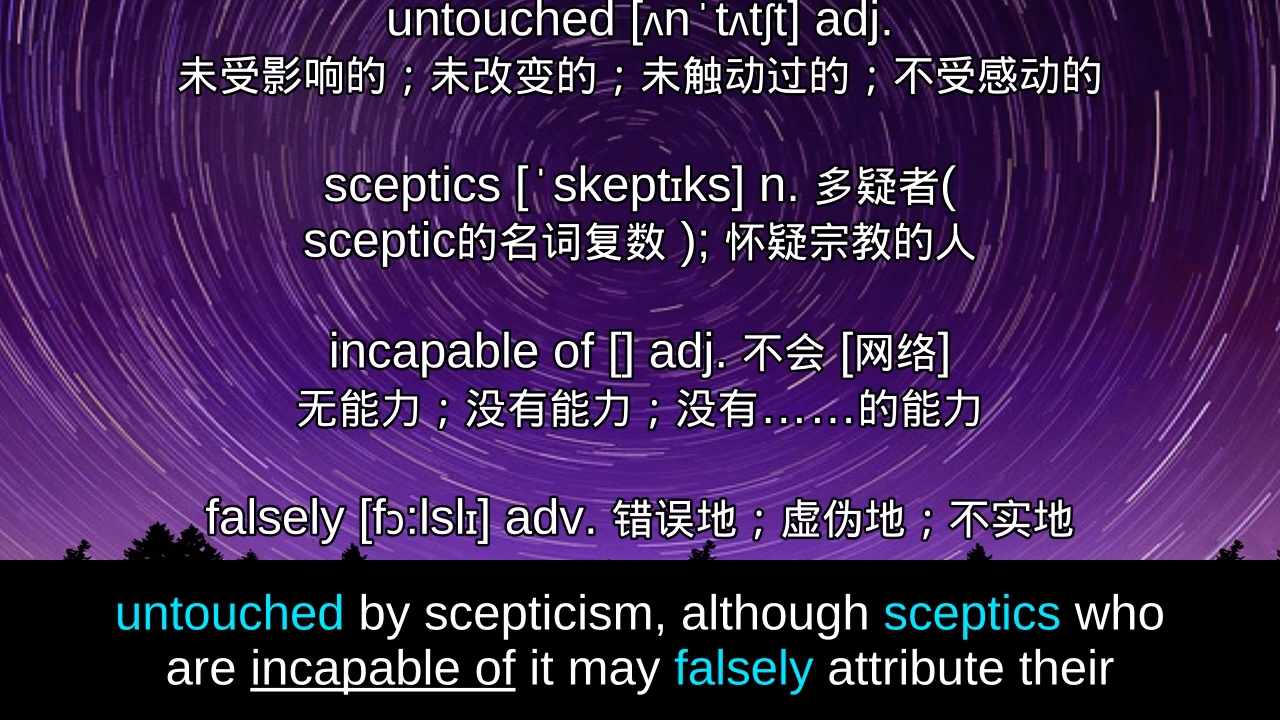 untouched [ʌnˈtʌtʃt] adj.
未受影响的；未改变的；未触动过的；不受感动的
sceptics [ˈskeptɪks] n. 多疑者(
sceptic的名词复数 ); 怀疑宗教的人
incapable of [] adj. 不会 [网络]
无能力；没有能力；没有……的能力
falsely [fɔ:lslɪ] adv. 错误地；虚伪地；不实地
untouched by scepticism, although sceptics who
are incapable of it may falsely attribute their